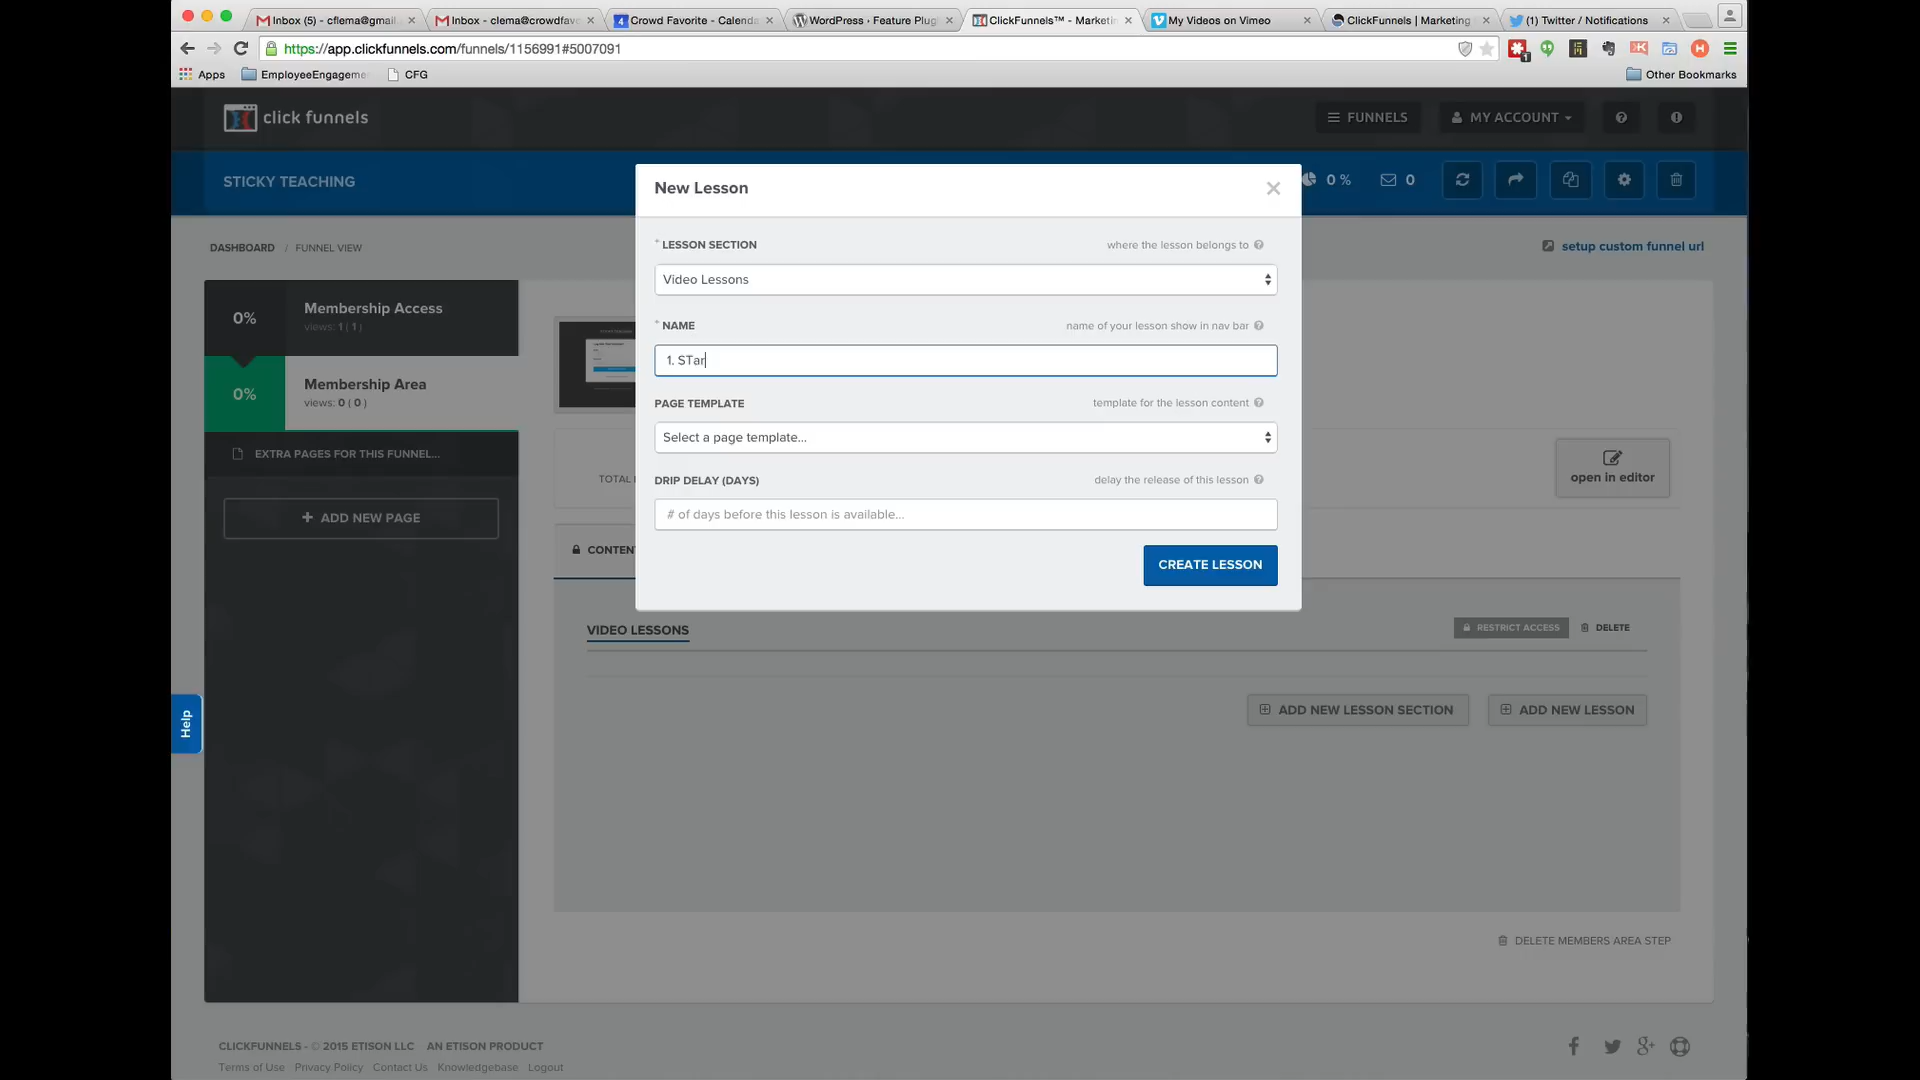 Inbox (5) - cflema@gmail.
Inbox - clema@crowdfav
Crowd Favorite - Calenda
WordPress › Feature Plug
ClickFunnels™ - Marketin
My Videos on Vimeo
ClickFunnels | Marketing
(1) Twitter / Notifications
https://app.clickfunnels.com/funnels/1156991#5007091
1
Apps
EmployeeEngageme
CFG
Other Bookmarks
click funnels
FUNNELS
MY ACCOUNT
STICKY TEACHING
0 %
0
DASHBOARD / FUNNEL VIEW
setup custom funnel url
0%
Membership Access
views: 1 ( 1 )
0%
Membership Area
views: 0 ( 0 )
EXTRA PAGES FOR THIS FUNNEL...
+ ADD NEW PAGE
New Lesson
* LESSON SECTION
where the lesson belongs to
Video Lessons
* NAME
name of your lesson show in nav bar
1. STar
PAGE TEMPLATE
template for the lesson content
Select a page template...
DRIP DELAY (DAYS)
delay the release of this lesson
# of days before this lesson is available...
CREATE LESSON
TOTAL
open in editor
CONTEN
VIDEO LESSONS
RESTRICT ACCESS
DELETE
ADD NEW LESSON SECTION
ADD NEW LESSON
Help
DELETE MEMBERS AREA STEP
CLICKFUNNELS - © 2015 ETISON LLC
AN ETISON PRODUCT
Terms of Use
Privacy Policy
Contact Us
Knowledgebase
Logout